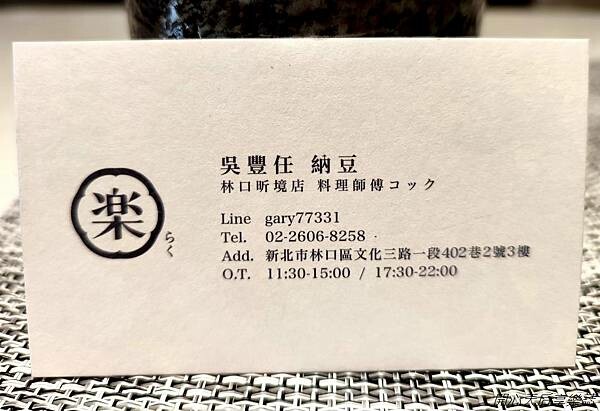 楽
らく
吳豐任 納豆
林口昕境店 料理師傅コック
Line gary77331
Tel. 02-2606-8258
Add. 新北市林口區文化三路一段402巷2號3樓
O.T. 11:30-15:00 / 17:30-22:00